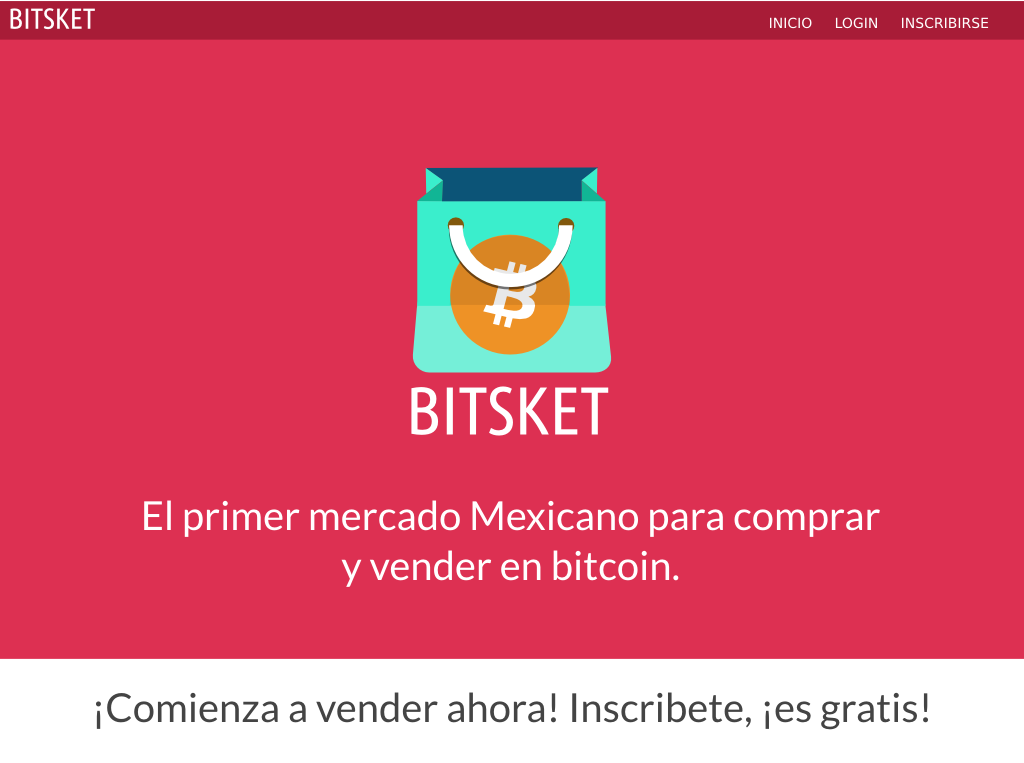 BITSKET
INICIO LOGIN INSCRIBIRSE
BITSKET
El primer mercado Mexicano para comprar
y vender en bitcoin.
¡Comienza a vender ahora! Inscribete, ¡es gratis!